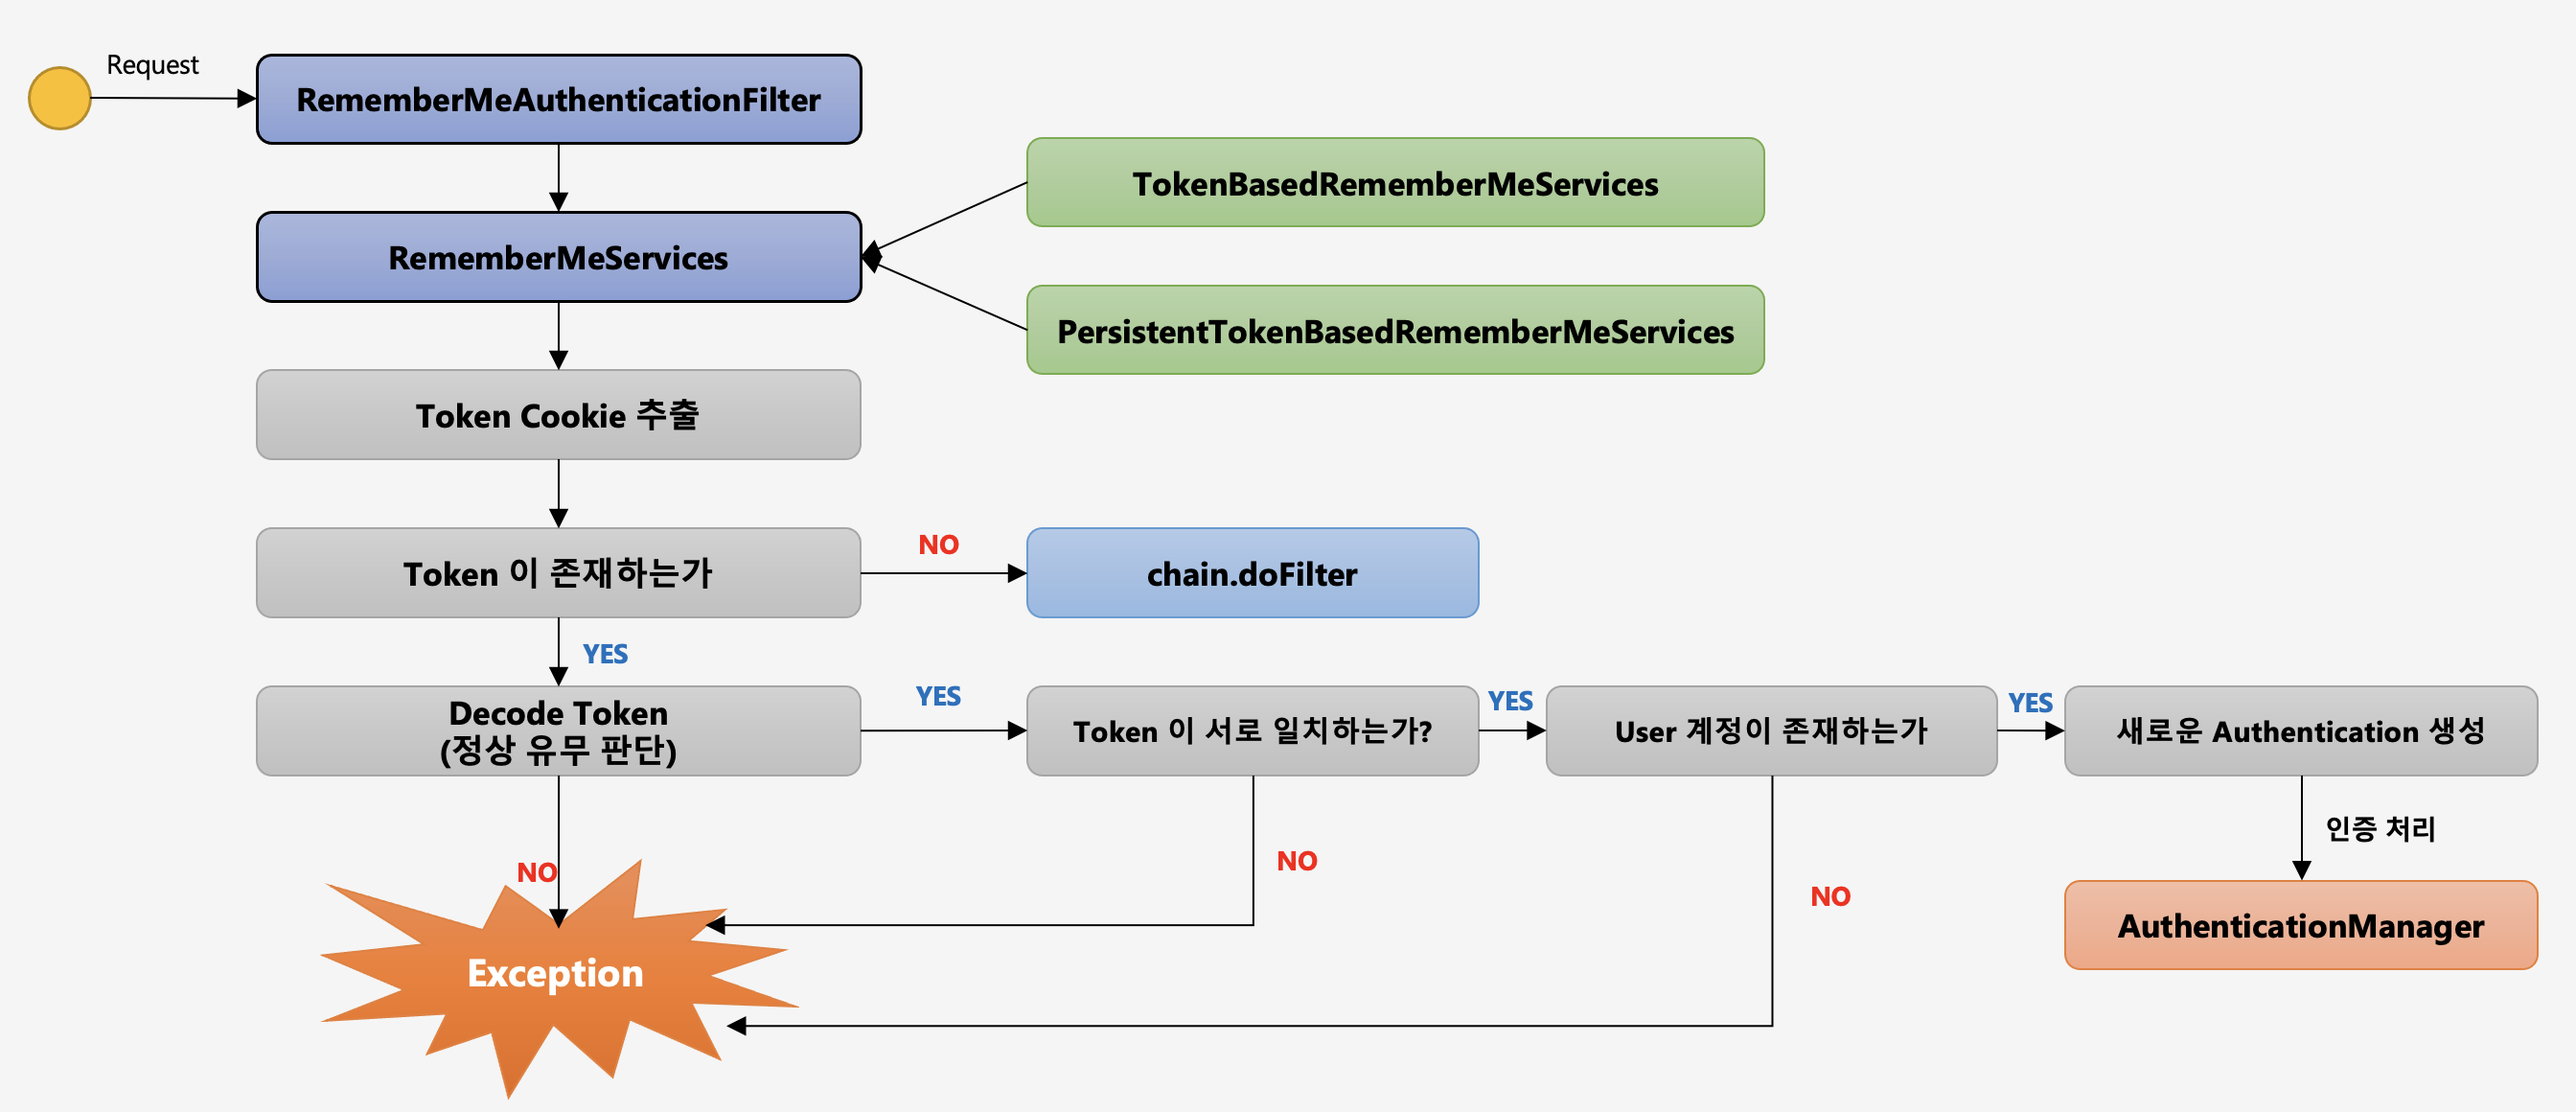 Request
RememberMeAuthenticationFilter
TokenBasedRememberMeServices
RememberMeServices
PersistentTokenBasedRememberMeServices
Token Cookie 추출
Token 이 존재하는가
NO
chain.doFilter
YES
Decode Token
(정상 유무 판단)
YES
Token 이 서로 일치하는가?
YES
User 계정이 존재하는가
YES
새로운 Authentication 생성
인증 처리
NO
NO
NO
AuthenticationManager
Exception